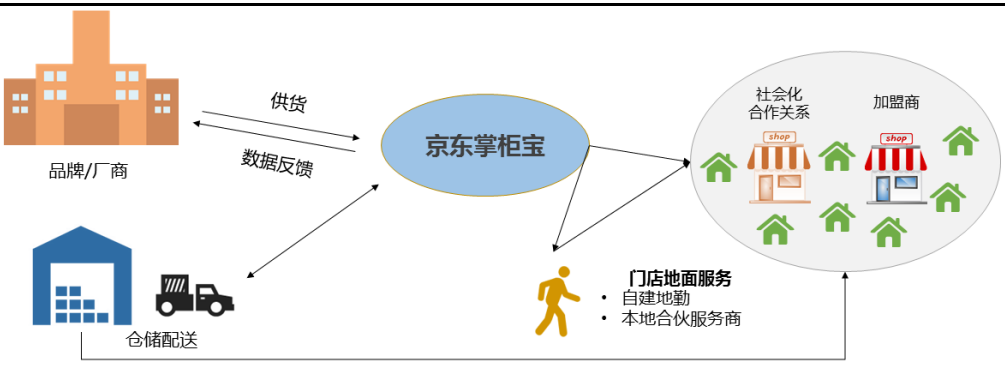 供货
数据反馈
品牌/厂商
京东掌柜宝
社会化
合作关系
加盟商
shop
shop
仓储配送
门店地面服务
• 自建地勤
• 本地合伙服务商